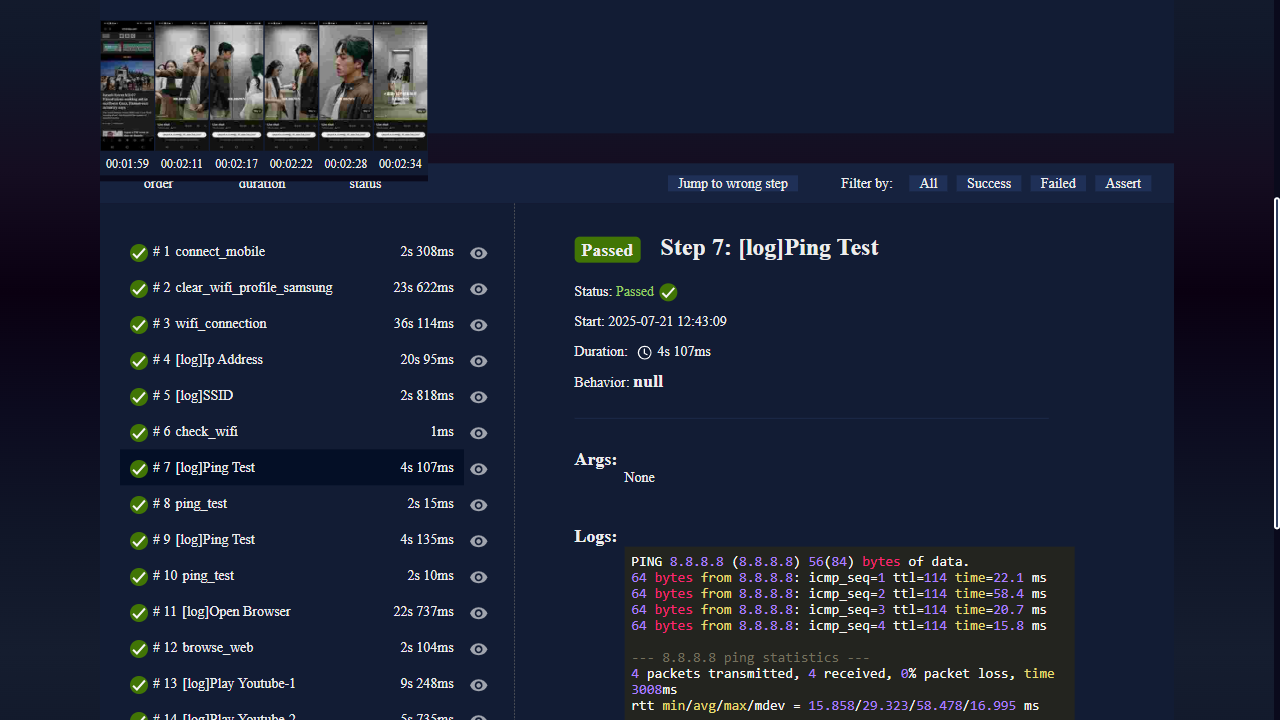 00:01:59 00:02:11 00:02:17 00:02:22 00:02:28 00:02:34
order duration status
Jump to wrong step Filter by: All Success Failed Assert
# 1 connect_mobile 2s 308ms
# 2 clear_wifi_profile_samsung 23s 622ms
# 3 wifi_connection 36s 114ms
# 4 [log]Ip Address 20s 95ms
# 5 [log]SSID 2s 818ms
# 6 check_wifi 1ms
# 7 [log]Ping Test 4s 107ms
# 8 ping_test 2s 15ms
# 9 [log]Ping Test 4s 135ms
# 10 ping_test 2s 10ms
# 11 [log]Open Browser 22s 737ms
# 12 browse_web 2s 104ms
# 13 [log]Play Youtube-1 9s 248ms
# 14 [log]Play Youtube-2 5s 735ms
Passed Step 7: [log]Ping Test
Status: Passed
Start: 2025-07-21 12:43:09
Duration: 4s 107ms
Behavior: null
Args:
None
Logs:
PING 8.8.8.8 (8.8.8.8) 56(84) bytes of data.
64 bytes from 8.8.8.8: icmp_seq=1 ttl=114 time=22.1 ms
64 bytes from 8.8.8.8: icmp_seq=2 ttl=114 time=58.4 ms
64 bytes from 8.8.8.8: icmp_seq=3 ttl=114 time=20.7 ms
64 bytes from 8.8.8.8: icmp_seq=4 ttl=114 time=15.8 ms
--- 8.8.8.8 ping statistics ---
4 packets transmitted, 4 received, 0% packet loss, time
3008ms
rtt min/avg/max/mdev = 15.858/29.323/58.478/16.995 ms